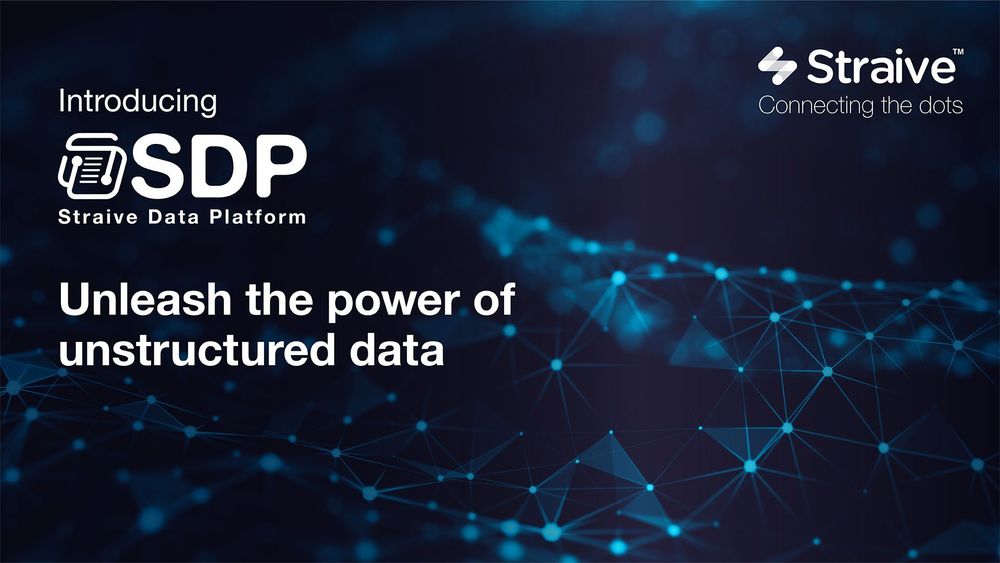 Introducing
SDP
Straive Data Platform
Unleash the power of
unstructured data
Straive™
Connecting the dots